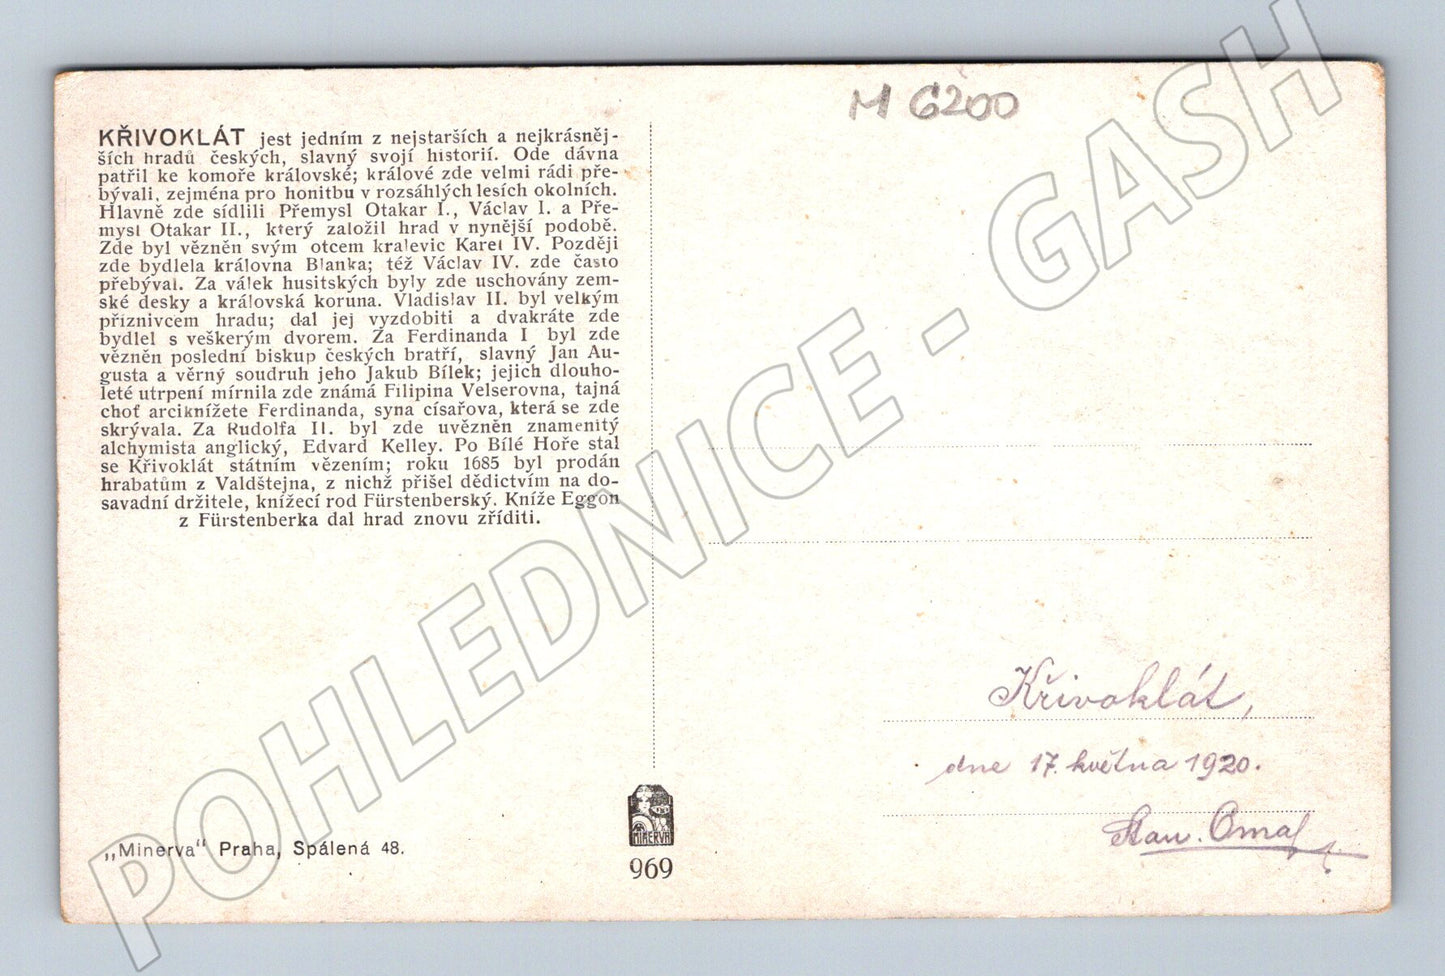 M 6200
KŘIVOKLÁT jest jedním z nejstarších a nejkrásněj-
ších hradů českých, slavný svojí historií. Ode dávna
patřil ke komoře královské; králové zde velmi rádi pře-
bývali, zejména pro honitbu v rozsáhlých lesích okolních.
Hlavně zde sídlili Přemysl Otakar I., Václav I. a Pře-
mysl Otakar II., který založil hrad v nynější podobě.
Zde byl vězněn svým otcem kralevic Karel IV. Později
zde bydlela královna Blanka; též Václav IV. zde často
přebýval. Za válek husitských byly zde uschovány zem-
ské desky a královská koruna. Vladislav II. byl velkým
příznivcem hradu; dal jej vyzdobiti a dvakráte zde
bydlel s veškerým dvorem. Za Ferdinanda I byl zde
vězněn poslední biskup českých bratří, slavný Jan Au-
gusta a věrný soudruh jeho Jakub Bílek; jejich dlouho-
leté utrpení mírnila zde známá Filipina Velserovna, tajná
choť arciknížete Ferdinanda, syna císařova, která se zde
skrývala. Za Rudolfa II. byl zde uvězněn znamenitý
alchymista anglický, Edvard Kelley. Po Bílé Hoře stal
se Křivoklát státním vězením; roku 1685 byl prodán
hrabatům z Valdštejna, z nichž přišel dědictvím na do-
savadní držitele, knížecí rod Fürstenberský. Kníže Eggon
z Fürstenberka dal hrad znovu zříditi.
"Minerva" Praha, Spálená 48.
MINERVA
969
Křivoklát,
dne 17. května 1920.
Stan.
POHLEDNICE - GASH